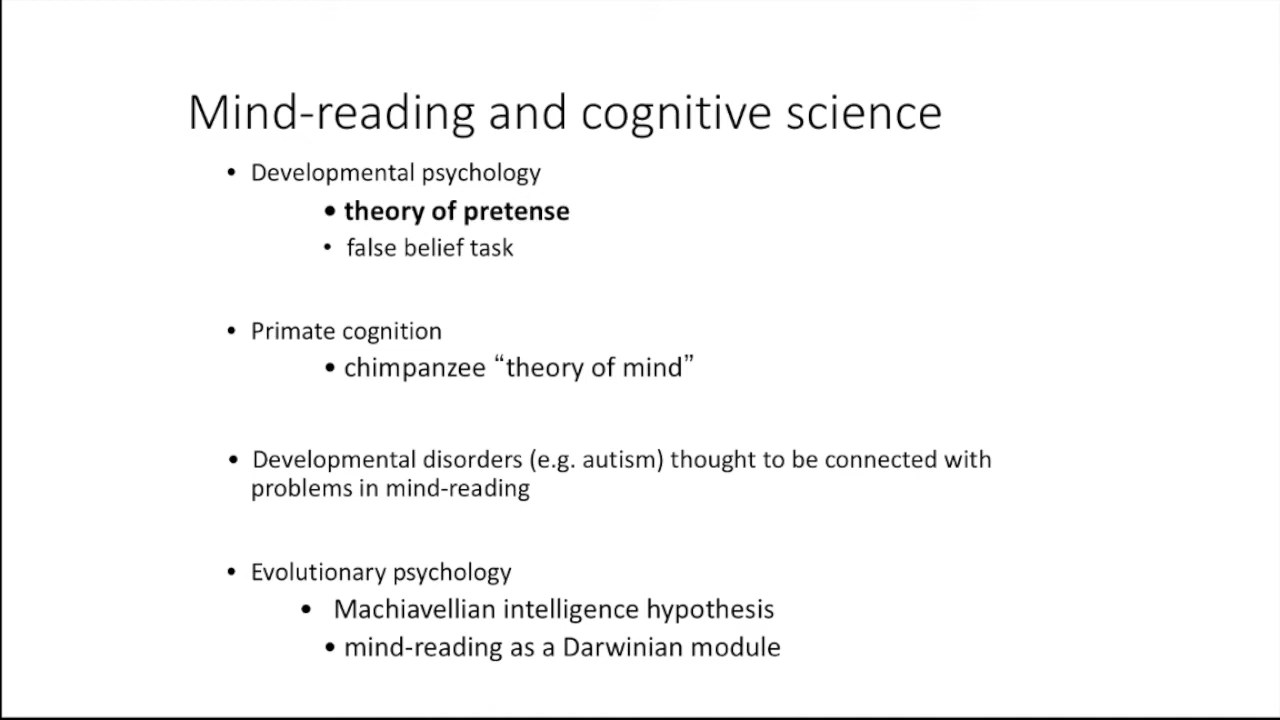 Mind-reading and cognitive science
• Developmental psychology
• theory of pretense
• false belief task
• Primate cognition
• chimpanzee “theory of mind”
• Developmental disorders (e.g. autism) thought to be connected with
problems in mind-reading
• Evolutionary psychology
• Machiavellian intelligence hypothesis
• mind-reading as a Darwinian module